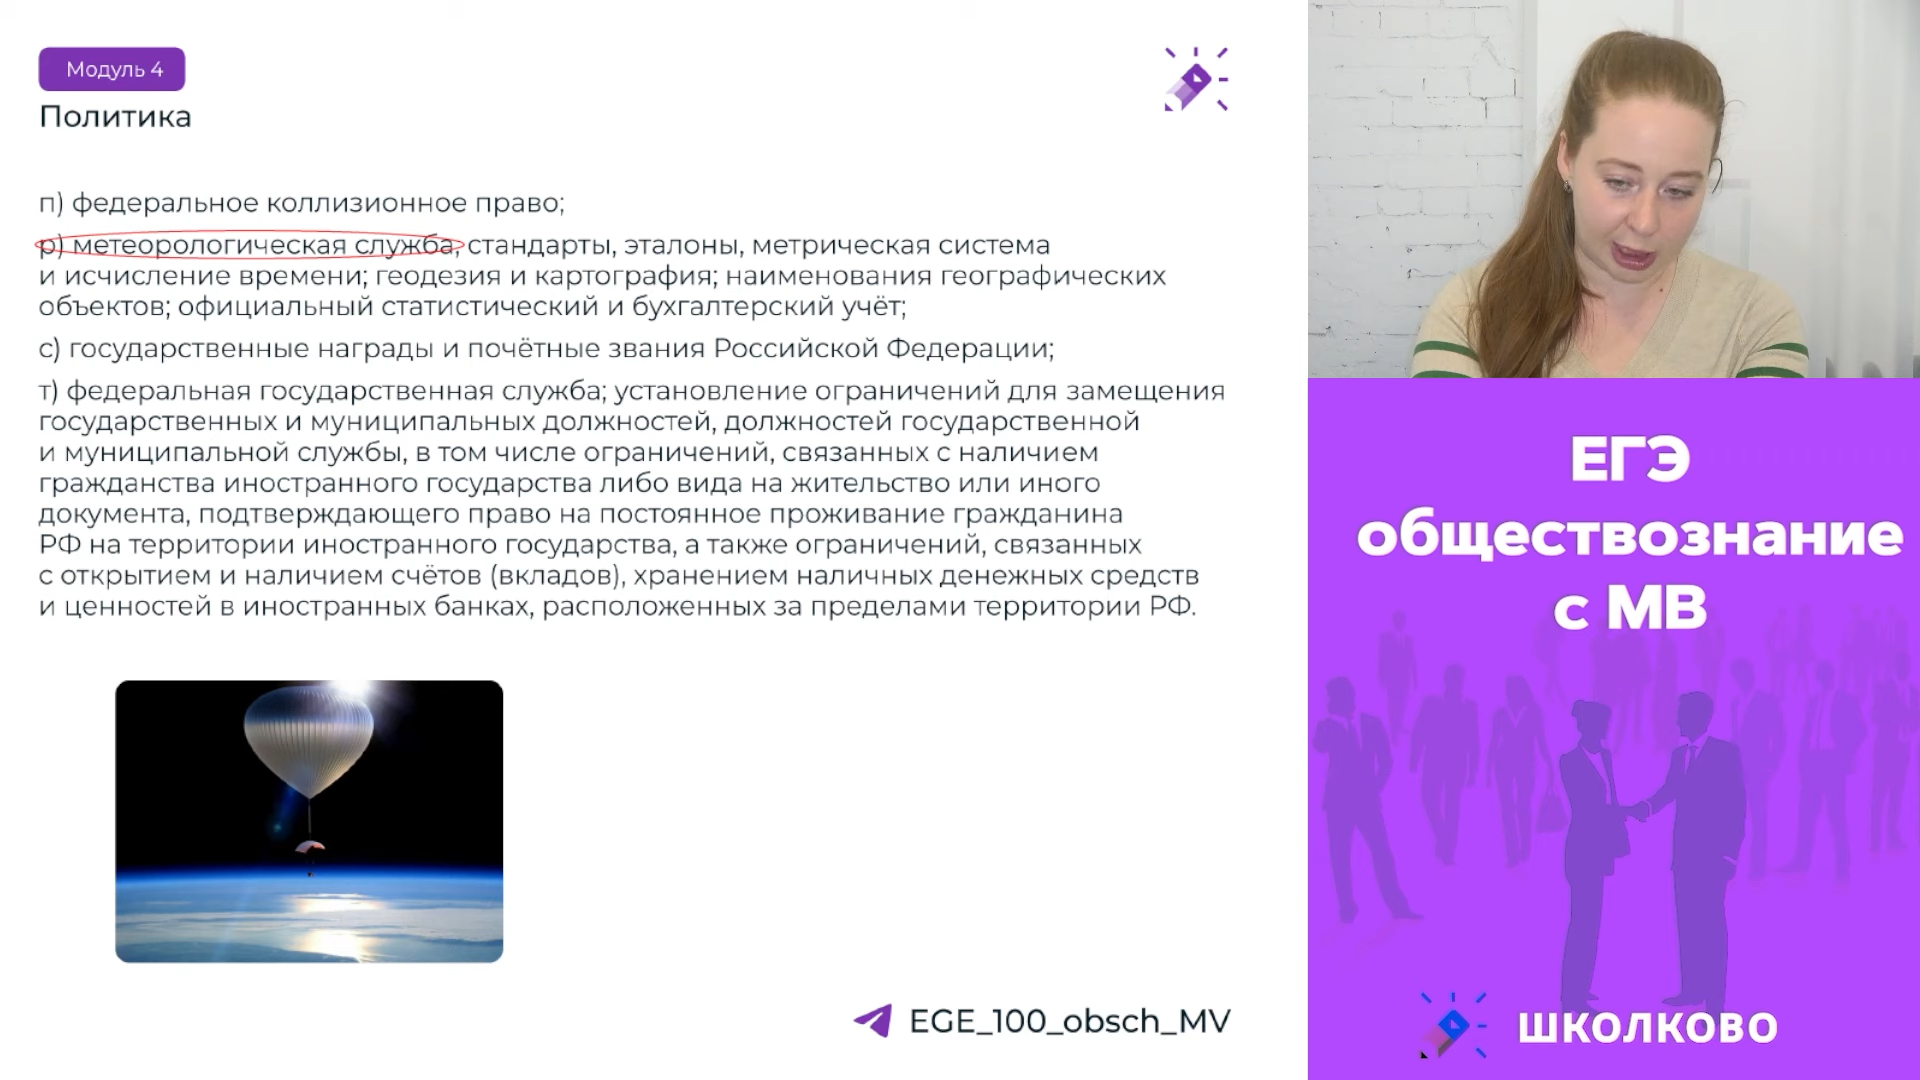 Модуль 4
Политика
п) федеральное коллизионное право;
р) метеорологическая служба, стандарты, эталоны, метрическая система
и исчисление времени; геодезия и картография; наименования географических
объектов; официальный статистический и бухгалтерский учёт;
с) государственные награды и почётные звания Российской Федерации;
т) федеральная государственная служба; установление ограничений для замещения
государственных и муниципальных должностей, должностей государственной
и муниципальной службы, в том числе ограничений, связанных с наличием
гражданства иностранного государства либо вида на жительство или иного
документа, подтверждающего право на постоянное проживание гражданина
РФ на территории иностранного государства, а также ограничений, связанных
с открытием и наличием счётов (вкладов), хранением наличных денежных средств
и ценностей в иностранных банках, расположенных за пределами территории РФ.
EGE_100_obsch_MV
ЕГЭ
обществознание
с МВ
ШКОЛКОВО